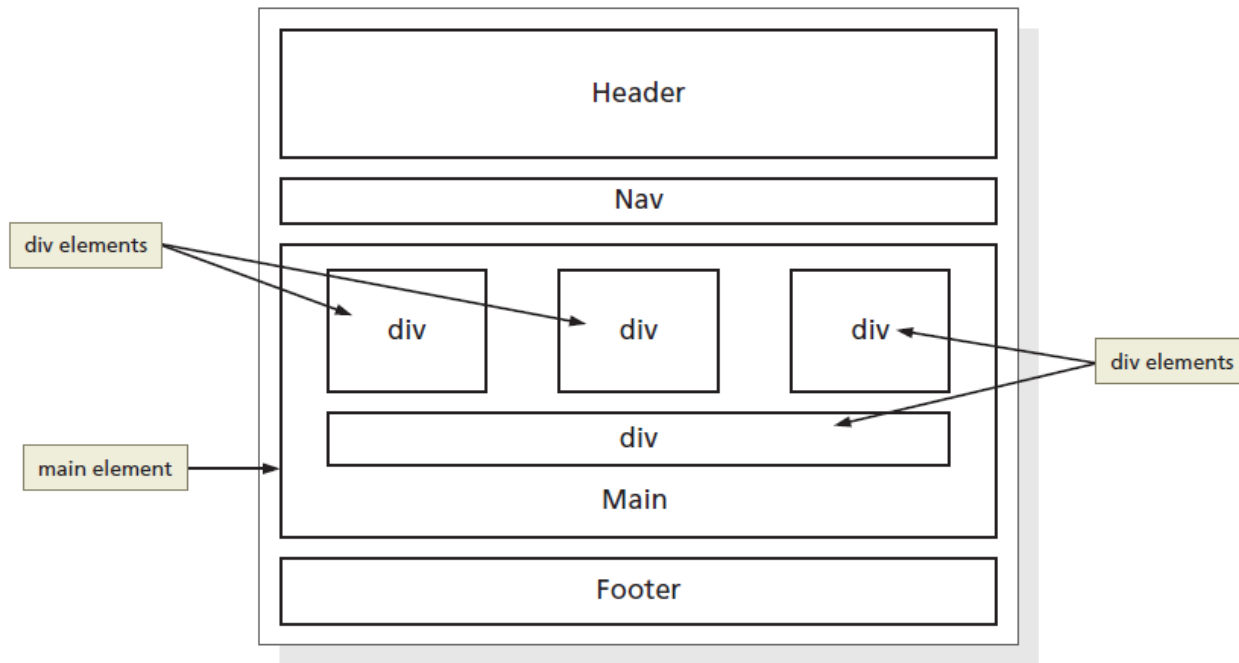 Header
Nav
div elements
div
div
div
div elements
div
main element
Main
Footer